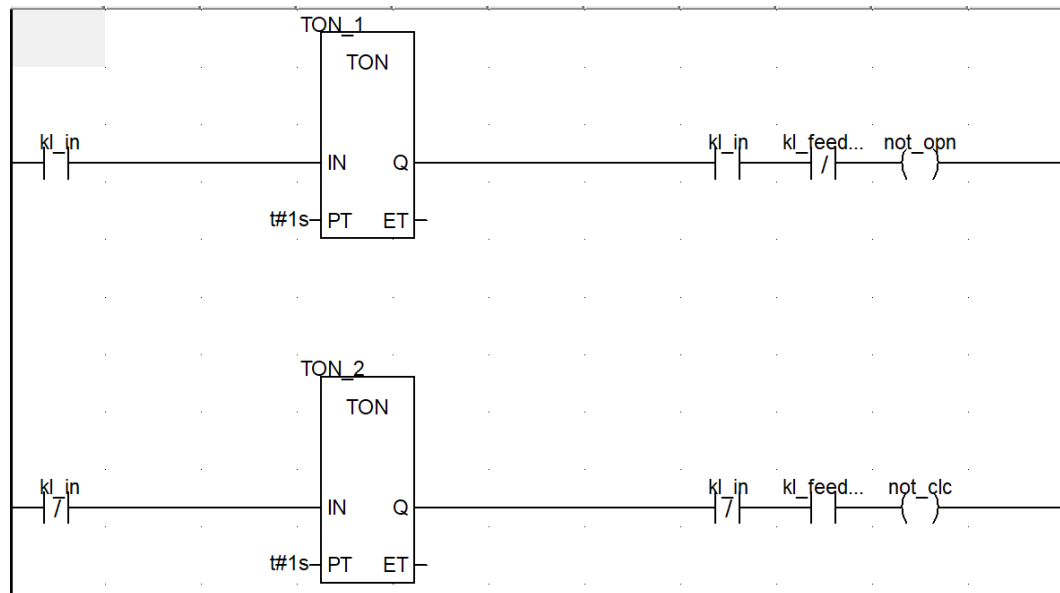 TON_1
TON
kl_in kl_in kl_feed... not_opn
/
IN Q
t#1s PT ET
TON_2
TON
kl_in kl_in kl_feed... not_clc
/ IN Q /
t#1s PT ET